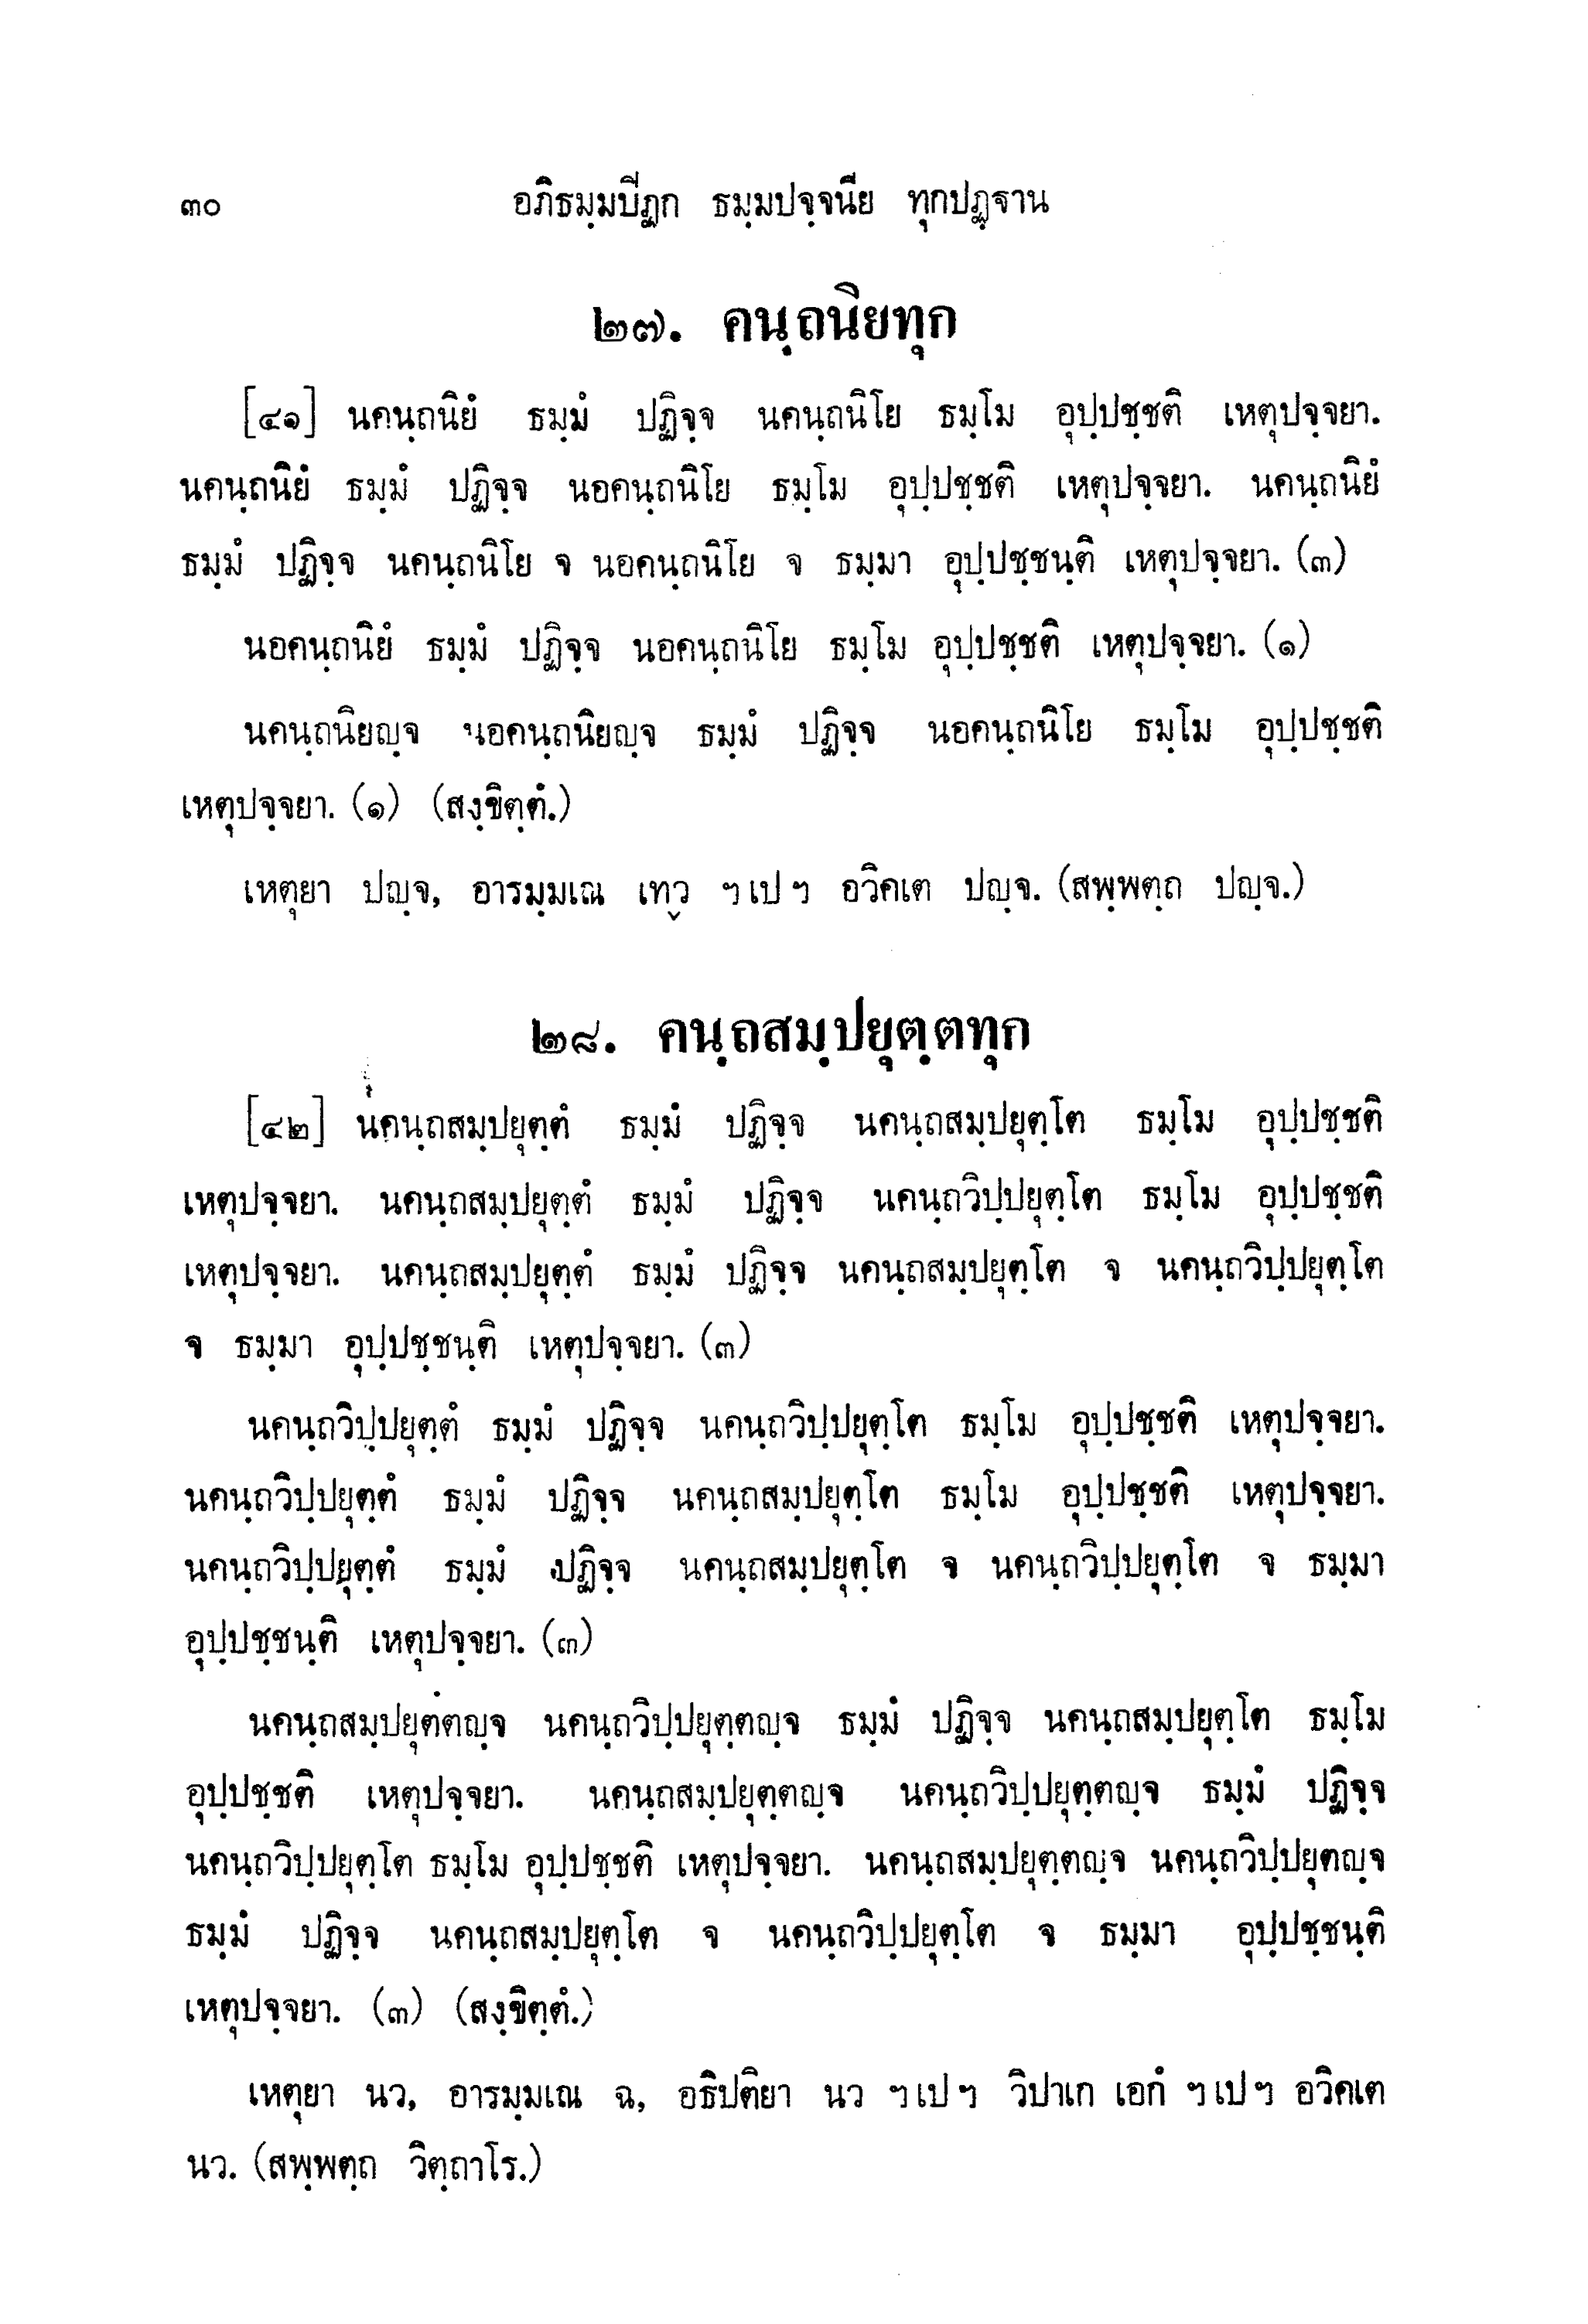 ๓๐ อภิธมฺมปิฏก ธมฺมปจฺจนีย ทุกปฏฺฐาน
๒๗. คนฺถนิยทุก
[๔๑] นคนฺถนิยํ ธมฺมํ ปฏิจฺจ นคนฺถนิโย ธมฺโม อุปฺปชฺชติ เหตุปจฺจยา.
นคนฺถนิยํ ธมฺมํ ปฏิจฺจ นอคนฺถนิโย ธมฺโม อุปฺปชฺชติ เหตุปจฺจยา. นคนฺถนิยํ
ธมฺมํ ปฏิจฺจ นคนฺถนิโย จ นอคนฺถนิโย จ ธมฺมา อุปฺปชฺชนฺติ เหตุปจฺจยา. (๓)
นอคนฺถนิยํ ธมฺมํ ปฏิจฺจ นอคนฺถนิโย ธมฺโม อุปฺปชฺชติ เหตุปจฺจยา. (๑)
นคนฺถนิยญฺจ นอคนฺถนิยญฺจ ธมฺมํ ปฏิจฺจ นอคนฺถนิโย ธมฺโม อุปฺปชฺชติ
เหตุปจฺจยา. (๑) (สงฺขิตฺตํ.)
เหตุยา ปญฺจ, อารมฺมเณ เทฺว ฯ เป ฯ อวิคเต ปญฺจ. (สพฺพตฺถ ปญฺจ.)
๒๘. คนฺถสมฺปยุตฺตทุก
[๔๒] นคนฺถสมฺปยุตฺตํ ธมฺมํ ปฏิจฺจ นคนฺถสมฺปยุตฺโต ธมฺโม อุปฺปชฺชติ
เหตุปจฺจยา. นคนฺถสมฺปยุตฺตํ ธมฺมํ ปฏิจฺจ นคนฺถวิปฺปยุตฺโต ธมฺโม อุปฺปชฺชติ
เหตุปจฺจยา. นคนฺถสมฺปยุตฺตํ ธมฺมํ ปฏิจฺจ นคนฺถสมฺปยุตฺโต จ นคนฺถวิปฺปยุตฺโต
จ ธมฺมา อุปฺปชฺชนฺติ เหตุปจฺจยา. (๓)
นคนฺถวิปฺปยุตฺตํ ธมฺมํ ปฏิจฺจ นคนฺถวิปฺปยุตฺโต ธมฺโม อุปฺปชฺชติ เหตุปจฺจยา.
นคนฺถวิปฺปยุตฺตํ ธมฺมํ ปฏิจฺจ นคนฺถสมฺปยุตฺโต ธมฺโม อุปฺปชฺชติ เหตุปจฺจยา.
นคนฺถวิปฺปยุตฺตํ ธมฺมํ ปฏิจฺจ นคนฺถสมฺปยุตฺโต จ นคนฺถวิปฺปยุตฺโต จ ธมฺมา
อุปฺปชฺชนฺติ เหตุปจฺจยา. (๓)
นคนฺถสมฺปยุตฺตญฺจ นคนฺถวิปฺปยุตฺตญฺจ ธมฺมํ ปฏิจฺจ นคนฺถสมฺปยุตฺโต ธมฺโม
อุปฺปชฺชติ เหตุปจฺจยา. นคนฺถสมฺปยุตฺตญฺจ นคนฺถวิปฺปยุตฺตญฺจ ธมฺมํ ปฏิจฺจ
นคนฺถวิปฺปยุตฺโต ธมฺโม อุปฺปชฺชติ เหตุปจฺจยา. นคนฺถสมฺปยุตฺตญฺจ นคนฺถวิปฺปยุตญฺจ
ธมฺมํ ปฏิจฺจ นคนฺถสมฺปยุตฺโต จ นคนฺถวิปฺปยุตฺโต จ ธมฺมา อุปฺปชฺชนฺติ
เหตุปจฺจยา. (๓) (สงฺขิตฺตํ.)
เหตุยา นว, อารมฺมเณ ฉ, อธิปติยา นว ฯ เป ฯ วิปาเก เอกํ ฯ เป ฯ อวิคเต
นว. (สพฺพตฺถ วิตฺถาโร.)